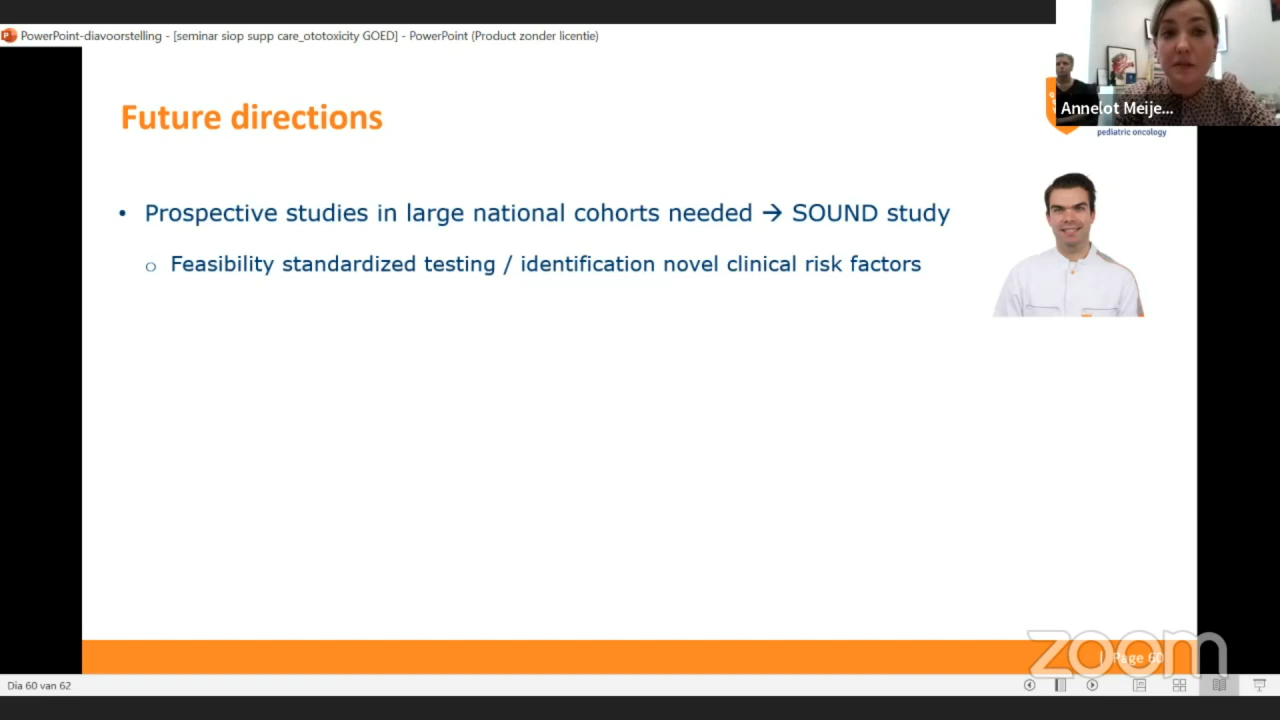 PowerPoint-diavoorstelling - [seminar siop supp care_ototoxicity GOED] - PowerPoint (Product zonder licentie)
Annelot Meije...
pediatric oncology
Future directions
• Prospective studies in large national cohorts needed → SOUND study
o Feasibility standardized testing / identification novel clinical risk factors
| Page 60
zoom
Dia 60 van 62